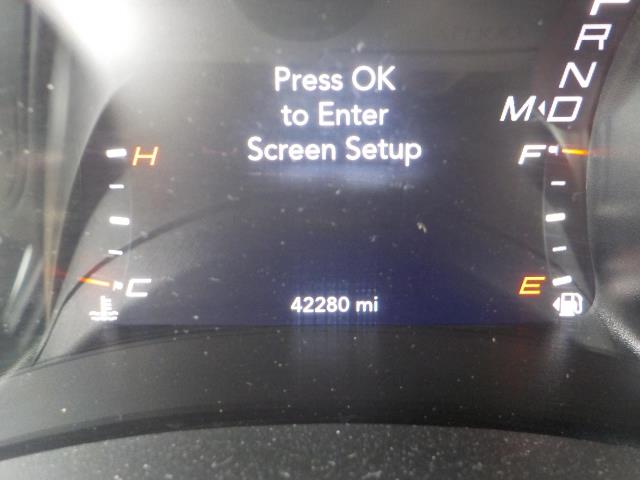 P
R
N
M D
Press OK
to Enter
Screen Setup
H
F
C
E
42280 mi